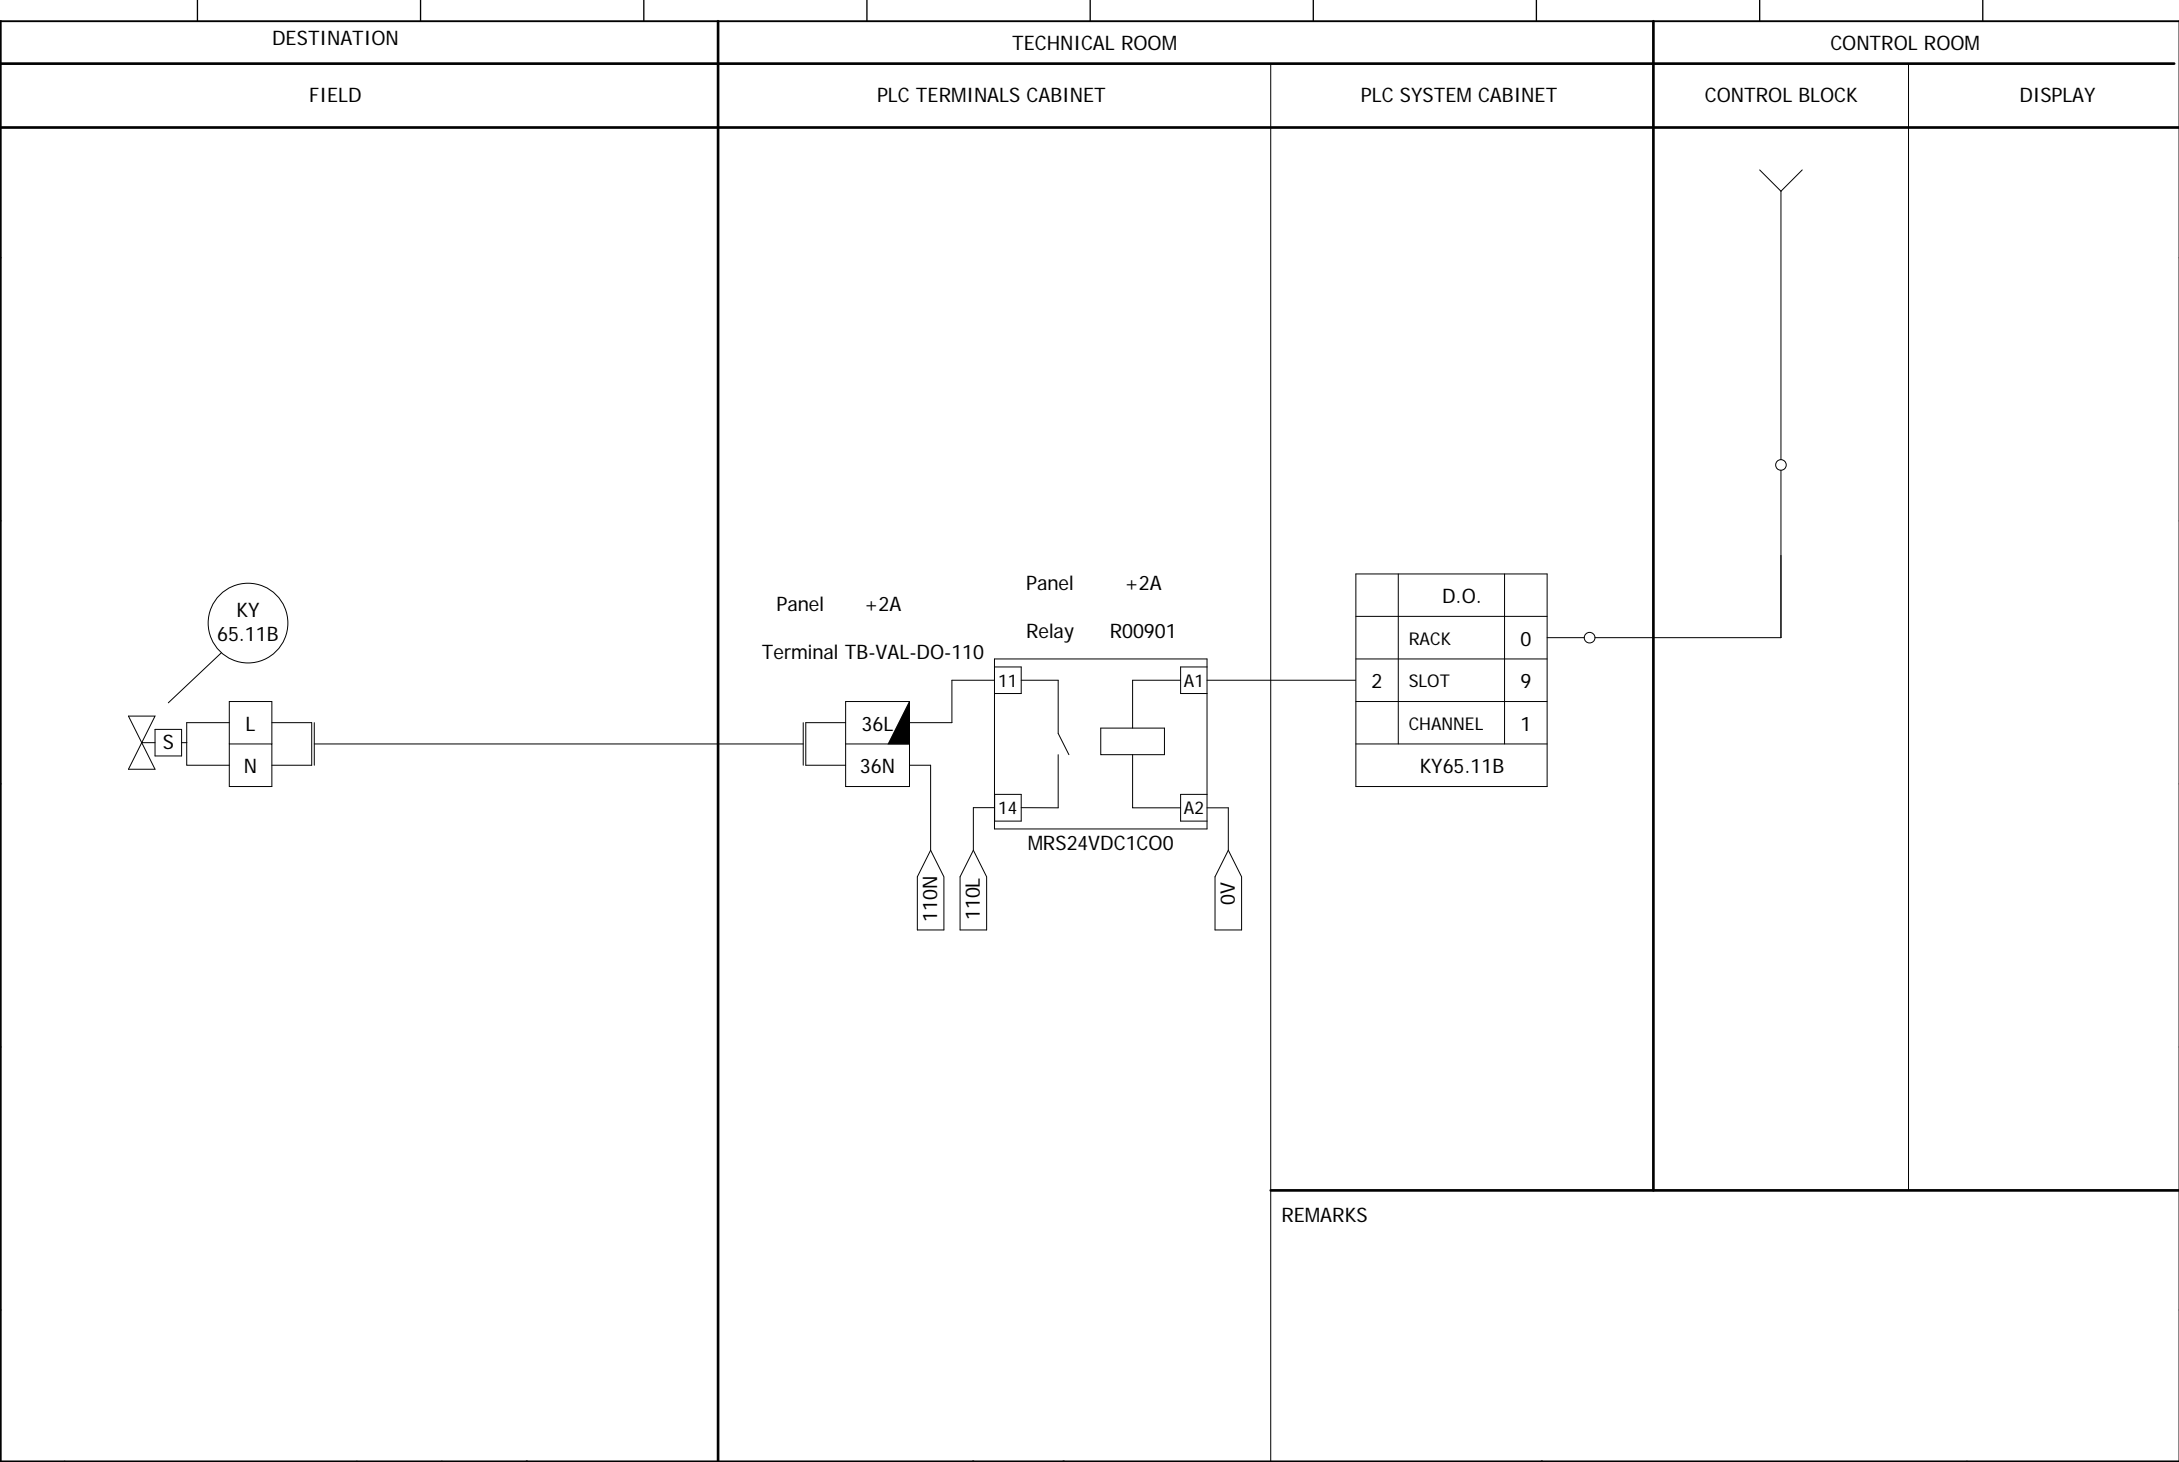 DESTINATION
TECHNICAL ROOM
CONTROL ROOM
FIELD
PLC TERMINALS CABINET
PLC SYSTEM CABINET
CONTROL BLOCK
DISPLAY
KY
65.11B
S
L
N
Panel +2A
Terminal TB-VAL-DO-110
36L
36N
110N
110L
Panel +2A
Relay R00901
11
14
A1
A2
MRS24VDC1CO0
0V
D.O.
RACK 0
2 SLOT 9
CHANNEL 1
KY65.11B
REMARKS